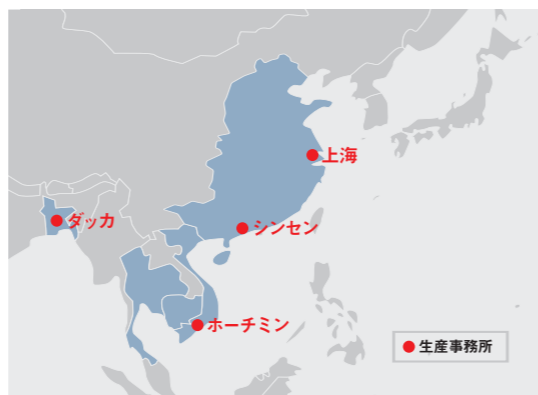 上海
ダッカ
シンセン
ホーチミン
生産事務所